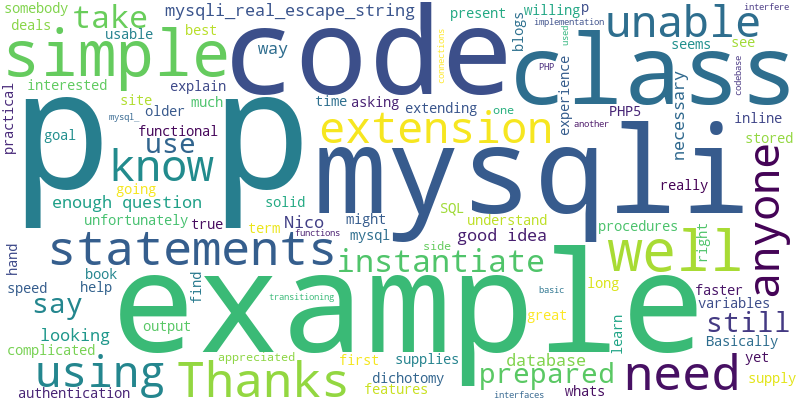 somebody take mysqli_real_escape_string present willing p implementation interfere
deals usable best way blogs used unable
simple code seems see
interested explain connections PHP class codebase
practical site much asking experience necessary
older time extending one PHP5 inline
goal p p functional extension mysql_ another stored
know use mysqli anyone
enough question going solid SQL really
unfortunately true Nico might understand procedures right
term functions mysql good idea
hand statements side well
speed book help find instantiate long faster variables
say example basic great
looking output transitioning learn still
complicated first appreciated supplies database Basically yet
using Thanks features dichotomy prepared whats need supply
authentication interfaces